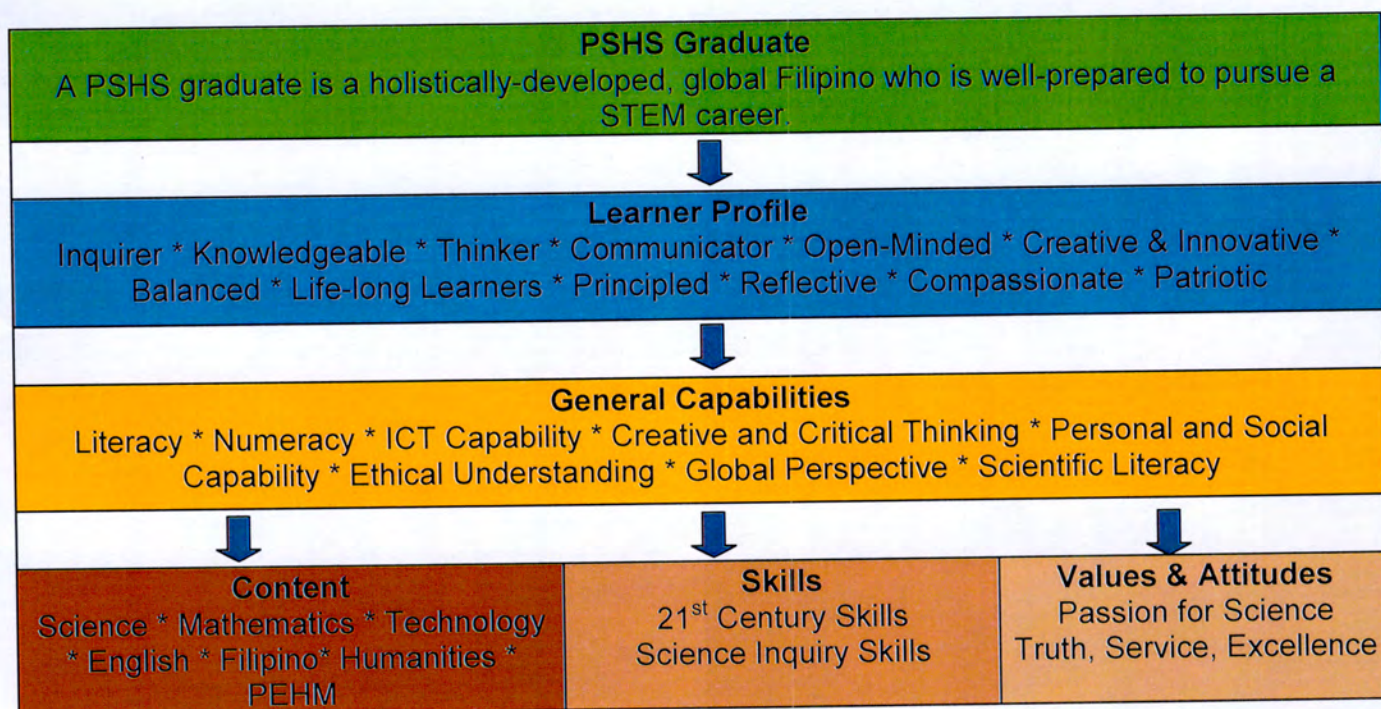 PSHS Graduate
A PSHS graduate is a holistically-developed, global Filipino who is well-prepared to pursue a
STEM career.
Learner Profile
Inquirer * Knowledgeable * Thinker * Communicator * Open-Minded * Creative & Innovative *
Balanced * Life-long Learners * Principled * Reflective * Compassionate * Patriotic
General Capabilities
Literacy * Numeracy * ICT Capability * Creative and Critical Thinking * Personal and Social
Capability * Ethical Understanding * Global Perspective * Scientific Literacy
Content
Science * Mathematics * Technology
* English * Filipino* Humanities *
PEHM
Skills
21st Century Skills
Science Inquiry Skills
Values & Attitudes
Passion for Science
Truth, Service, Excellence